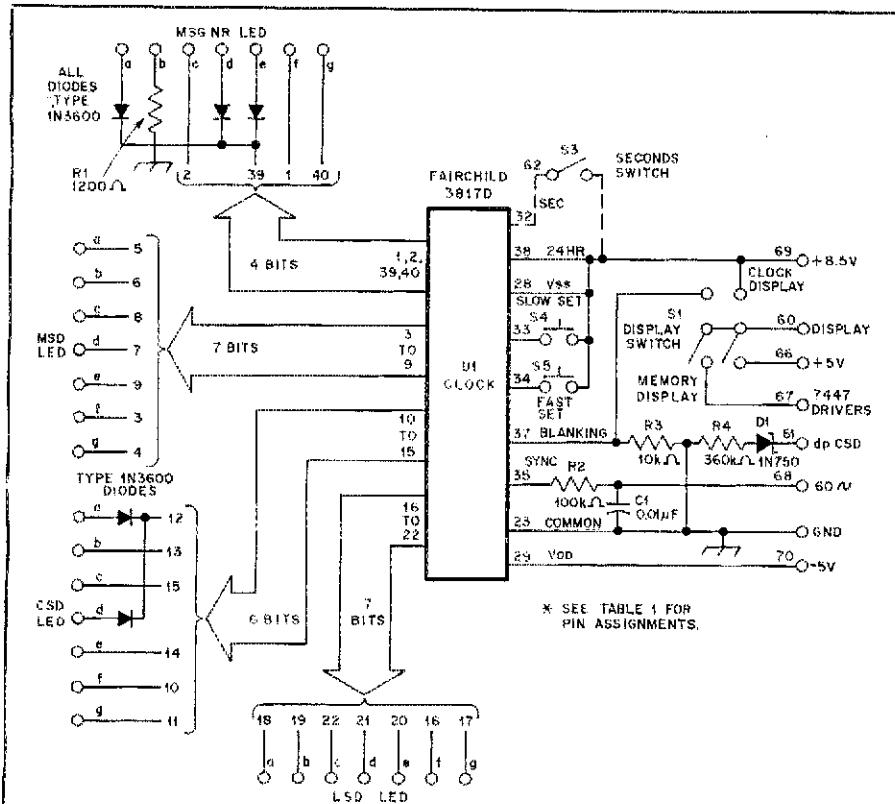 MSG NR LED
a b c d e f g
ALL
DIODES
TYPE
1N3600
R1
1200Ω
2 39 1 40
4 BITS
FAIRCHILD
3817D
U1
CLOCK
1,2,
39,40
3
TO
9
10
TO
15
16
TO
22
MSD
LED
a 5
b 6
c 8
d 7
e 9
f 3
g 4
7 BITS
TYPE 1N3600
DIODES
CSD
LED
a 12
b 13
c 15
d
e 14
f 10
g 11
6 BITS
7
BITS
18 19 22 21 20 16 17
a b c d e f g
LSD LED
62 S3 SECONDS
SWITCH
SEC
32
38 24HR
28 VSS
SLOW SET
S4
33
S5
34
FAST
SET
69 +8.5V
CLOCK
DISPLAY
S1
DISPLAY
SWITCH
60 DISPLAY
66 +5V
MEMORY
DISPLAY
67 7447
DRIVERS
37 BLANKING
R3
10kΩ
R4
360kΩ
D1
1N750
51 dp CSD
SYNC
35 R2
100kΩ
C1
0.01µF
68
23 COMMON
GND
29 VDD
70 -5V
* SEE TABLE 1 FOR
PIN ASSIGNMENTS.